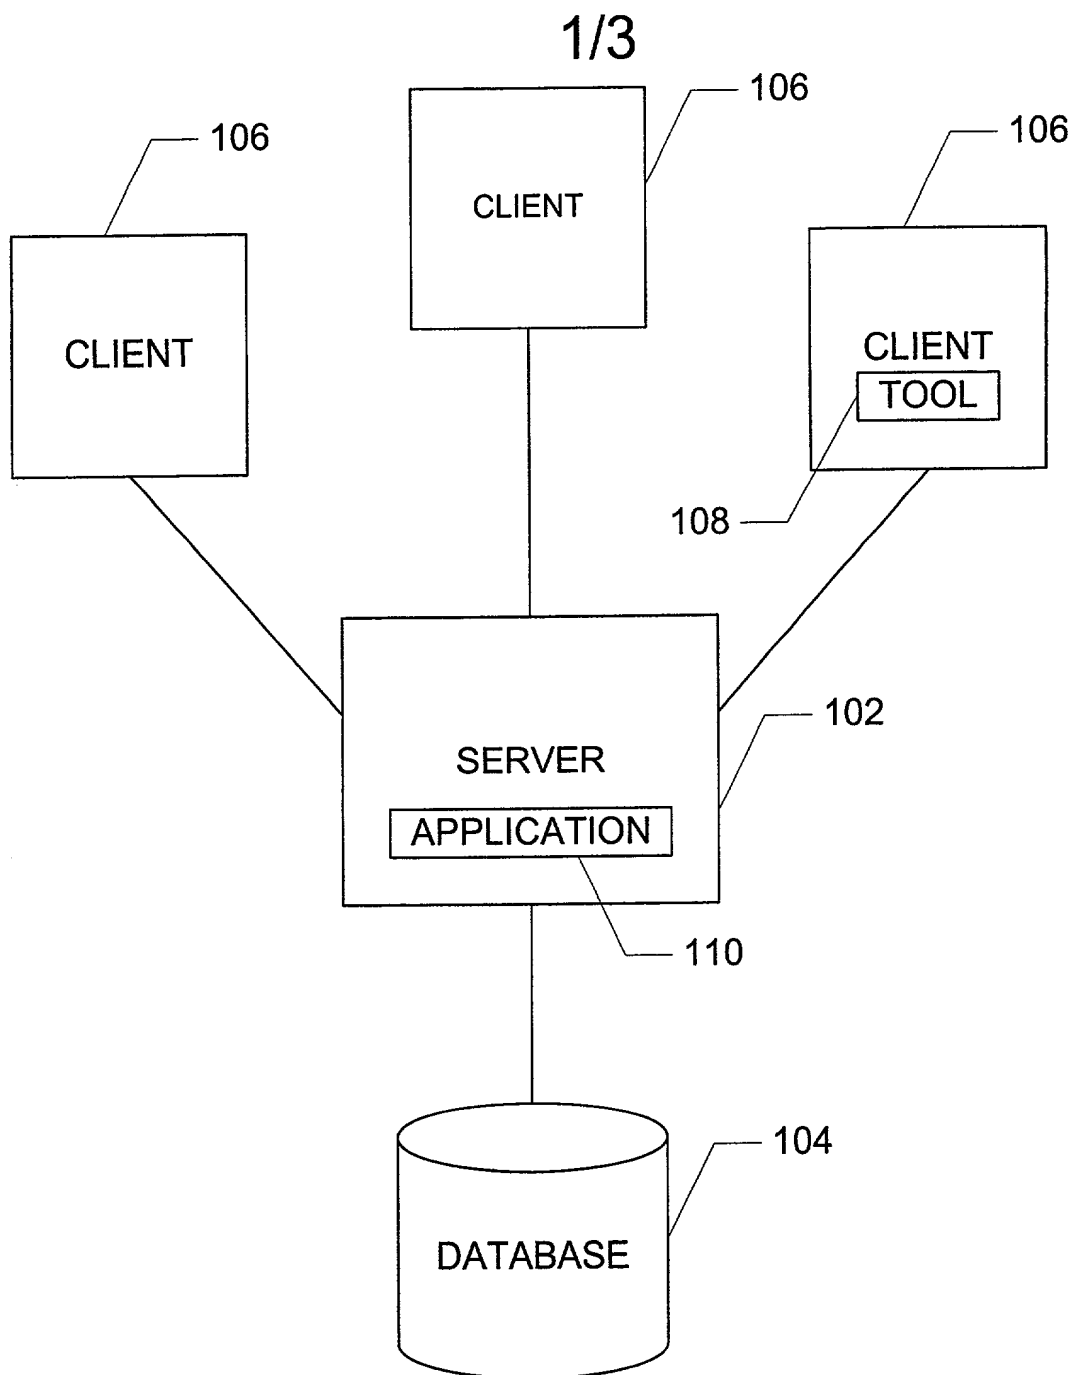 1/3
106
106
106
CLIENT
CLIENT
CLIENT
TOOL
108
102
SERVER
APPLICATION
110
104
DATABASE